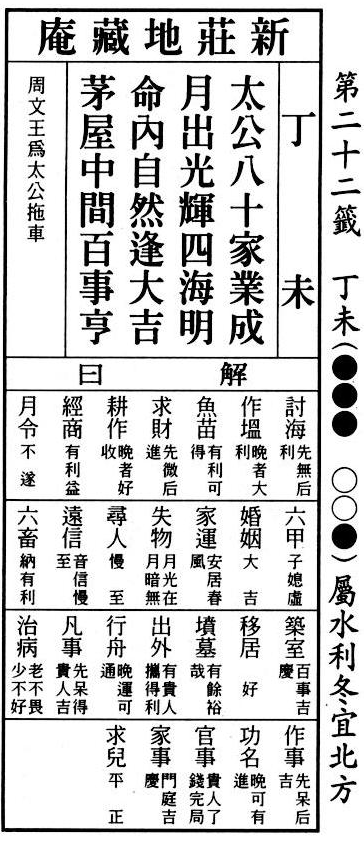 第二十二籤 丁未(●●● ○○●)屬水利冬宜北方
新莊地藏庵
丁未
太公八十家業成
月出光輝四海明
命內自然逢大吉
茅屋中間百事亨
周文王為太公拖車
解曰
討海 先無后利
作塭 晚者大利
魚苗 有利可得
求財 先微后進
耕作 晚者好收
經商 有利益
月令 不遂
六甲 子媳虛
婚姻 大吉
家運 安居春風
失物 月光在月暗無
尋人 慢至
遠信 音信慢至
六畜 納有利
築室 百事吉慶
移居 好
墳墓 有餘裕哉
出外 有貴人攜得利
行舟 晚運可通
凡事 先呆得貴人吉
治病 老不畏少不好
作事 先呆后吉
功名 晚可有進
官事 貴人了錢完局
家事 門庭吉慶
求兒 平正